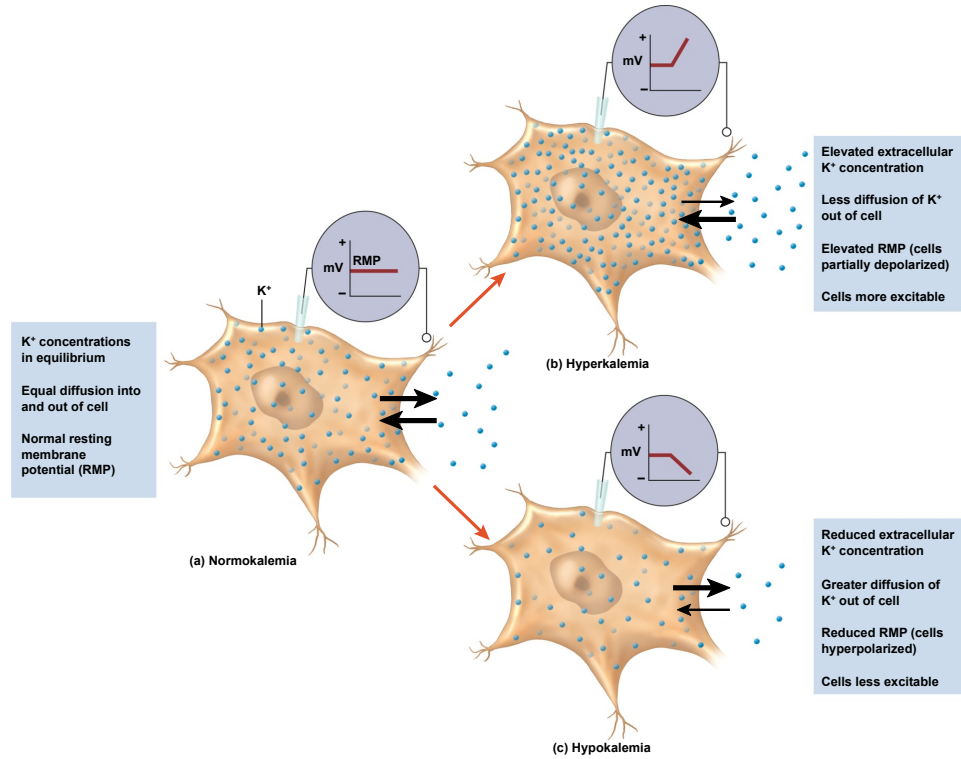 +
mV
–
Elevated extracellular
K⁺ concentration
Less diffusion of K⁺
out of cell
Elevated RMP (cells
partially depolarized)
Cells more excitable
(b) Hyperkalemia
+
RMP
mV
–
K⁺
K⁺ concentrations
in equilibrium
Equal diffusion into
and out of cell
Normal resting
membrane
potential (RMP)
(a) Normokalemia
+
mV
–
Reduced extracellular
K⁺ concentration
Greater diffusion of
K⁺ out of cell
Reduced RMP (cells
hyperpolarized)
Cells less excitable
(c) Hypokalemia